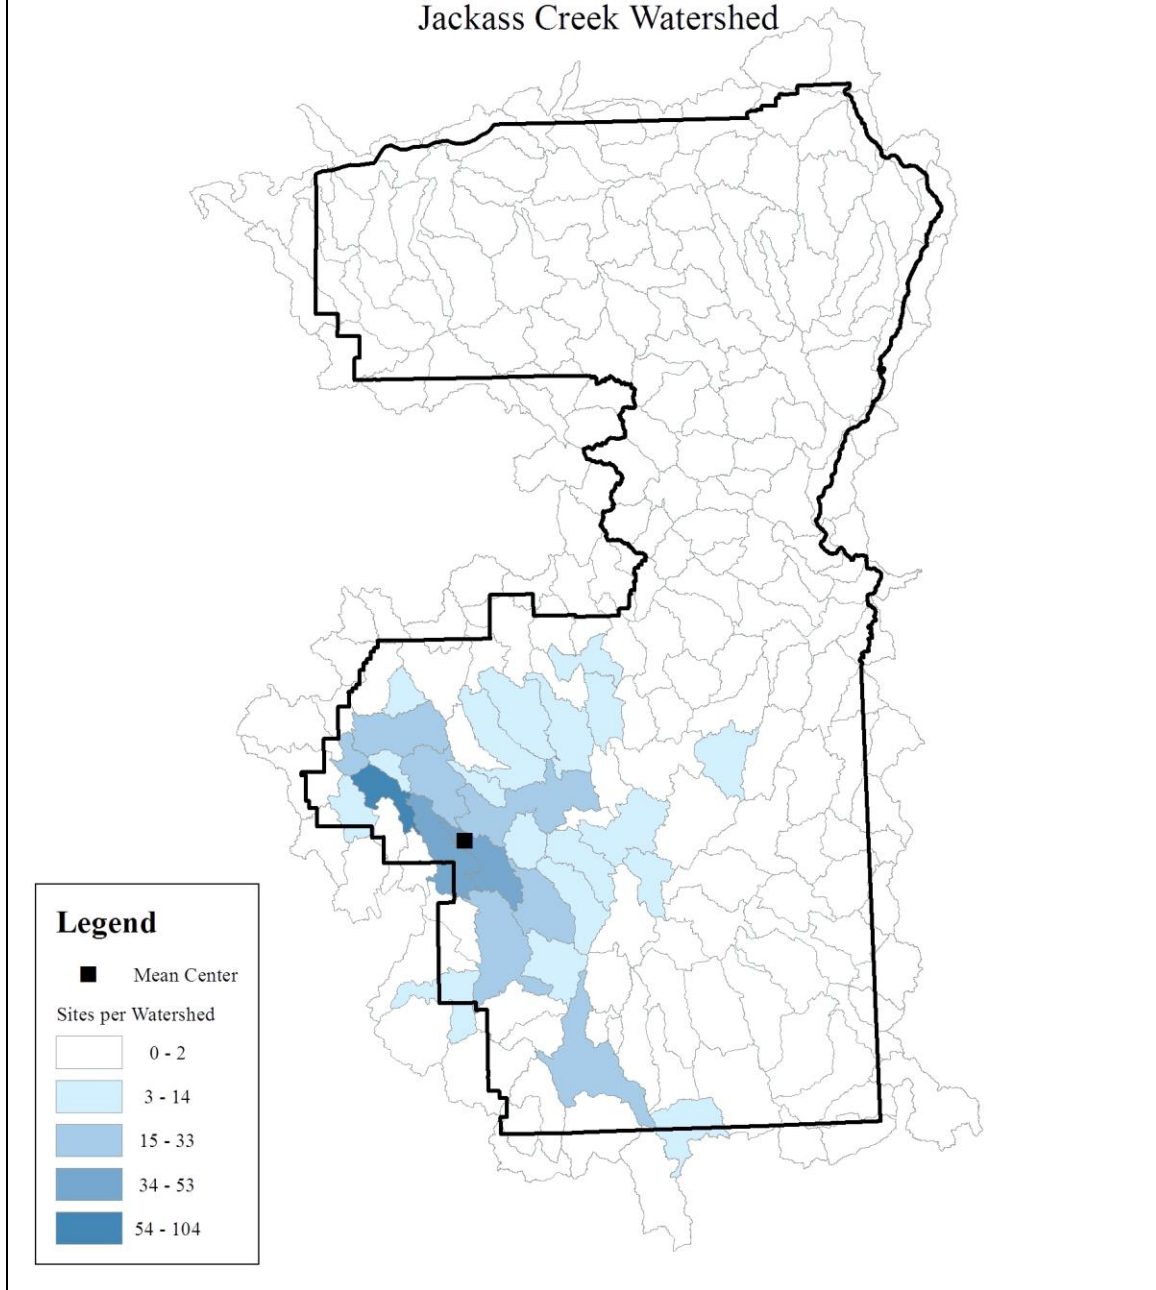 Jackass Creek Watershed
Legend
Mean Center
Sites per Watershed
0 - 2
3 - 14
15 - 33
34 - 53
54 - 104